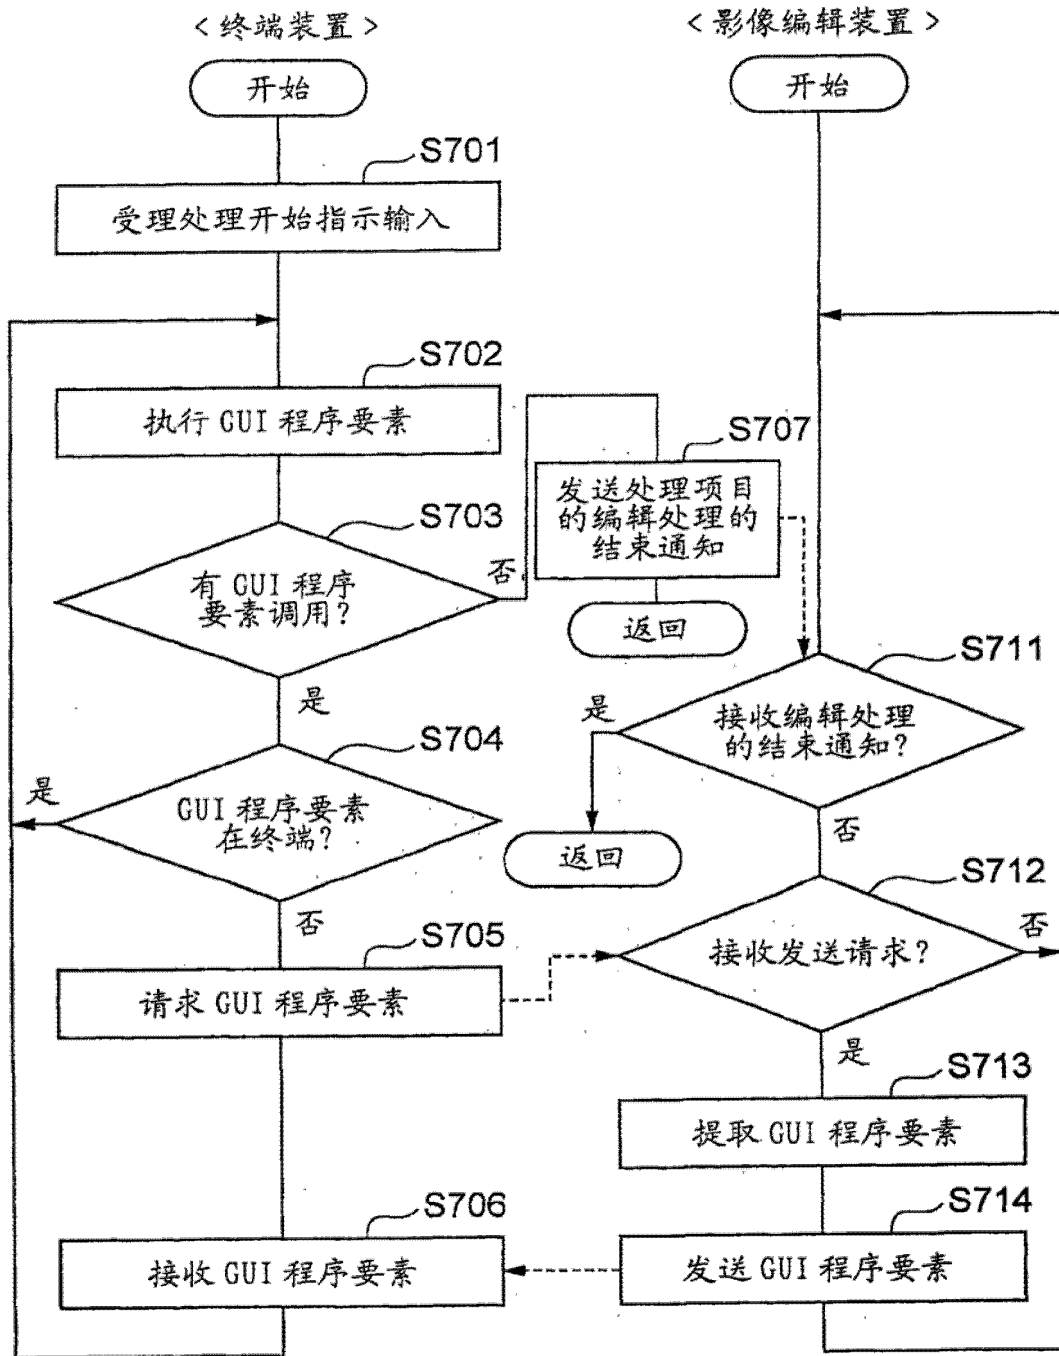 <终端装置>
开始
S701
受理处理开始指示输入
S702
执行 GUI 程序要素
S703
有 GUI 程序
要素调用?
否
是
S704
GUI 程序要素
在终端?
是
否
S705
请求 GUI 程序要素
S706
接收 GUI 程序要素
S707
发送处理项目
的编辑处理的
结束通知
返回
<影像编辑装置>
开始
S711
接收编辑处理
的结束通知?
是
返回
否
S712
接收发送请求?
否
是
S713
提取 GUI 程序要素
S714
发送 GUI 程序要素